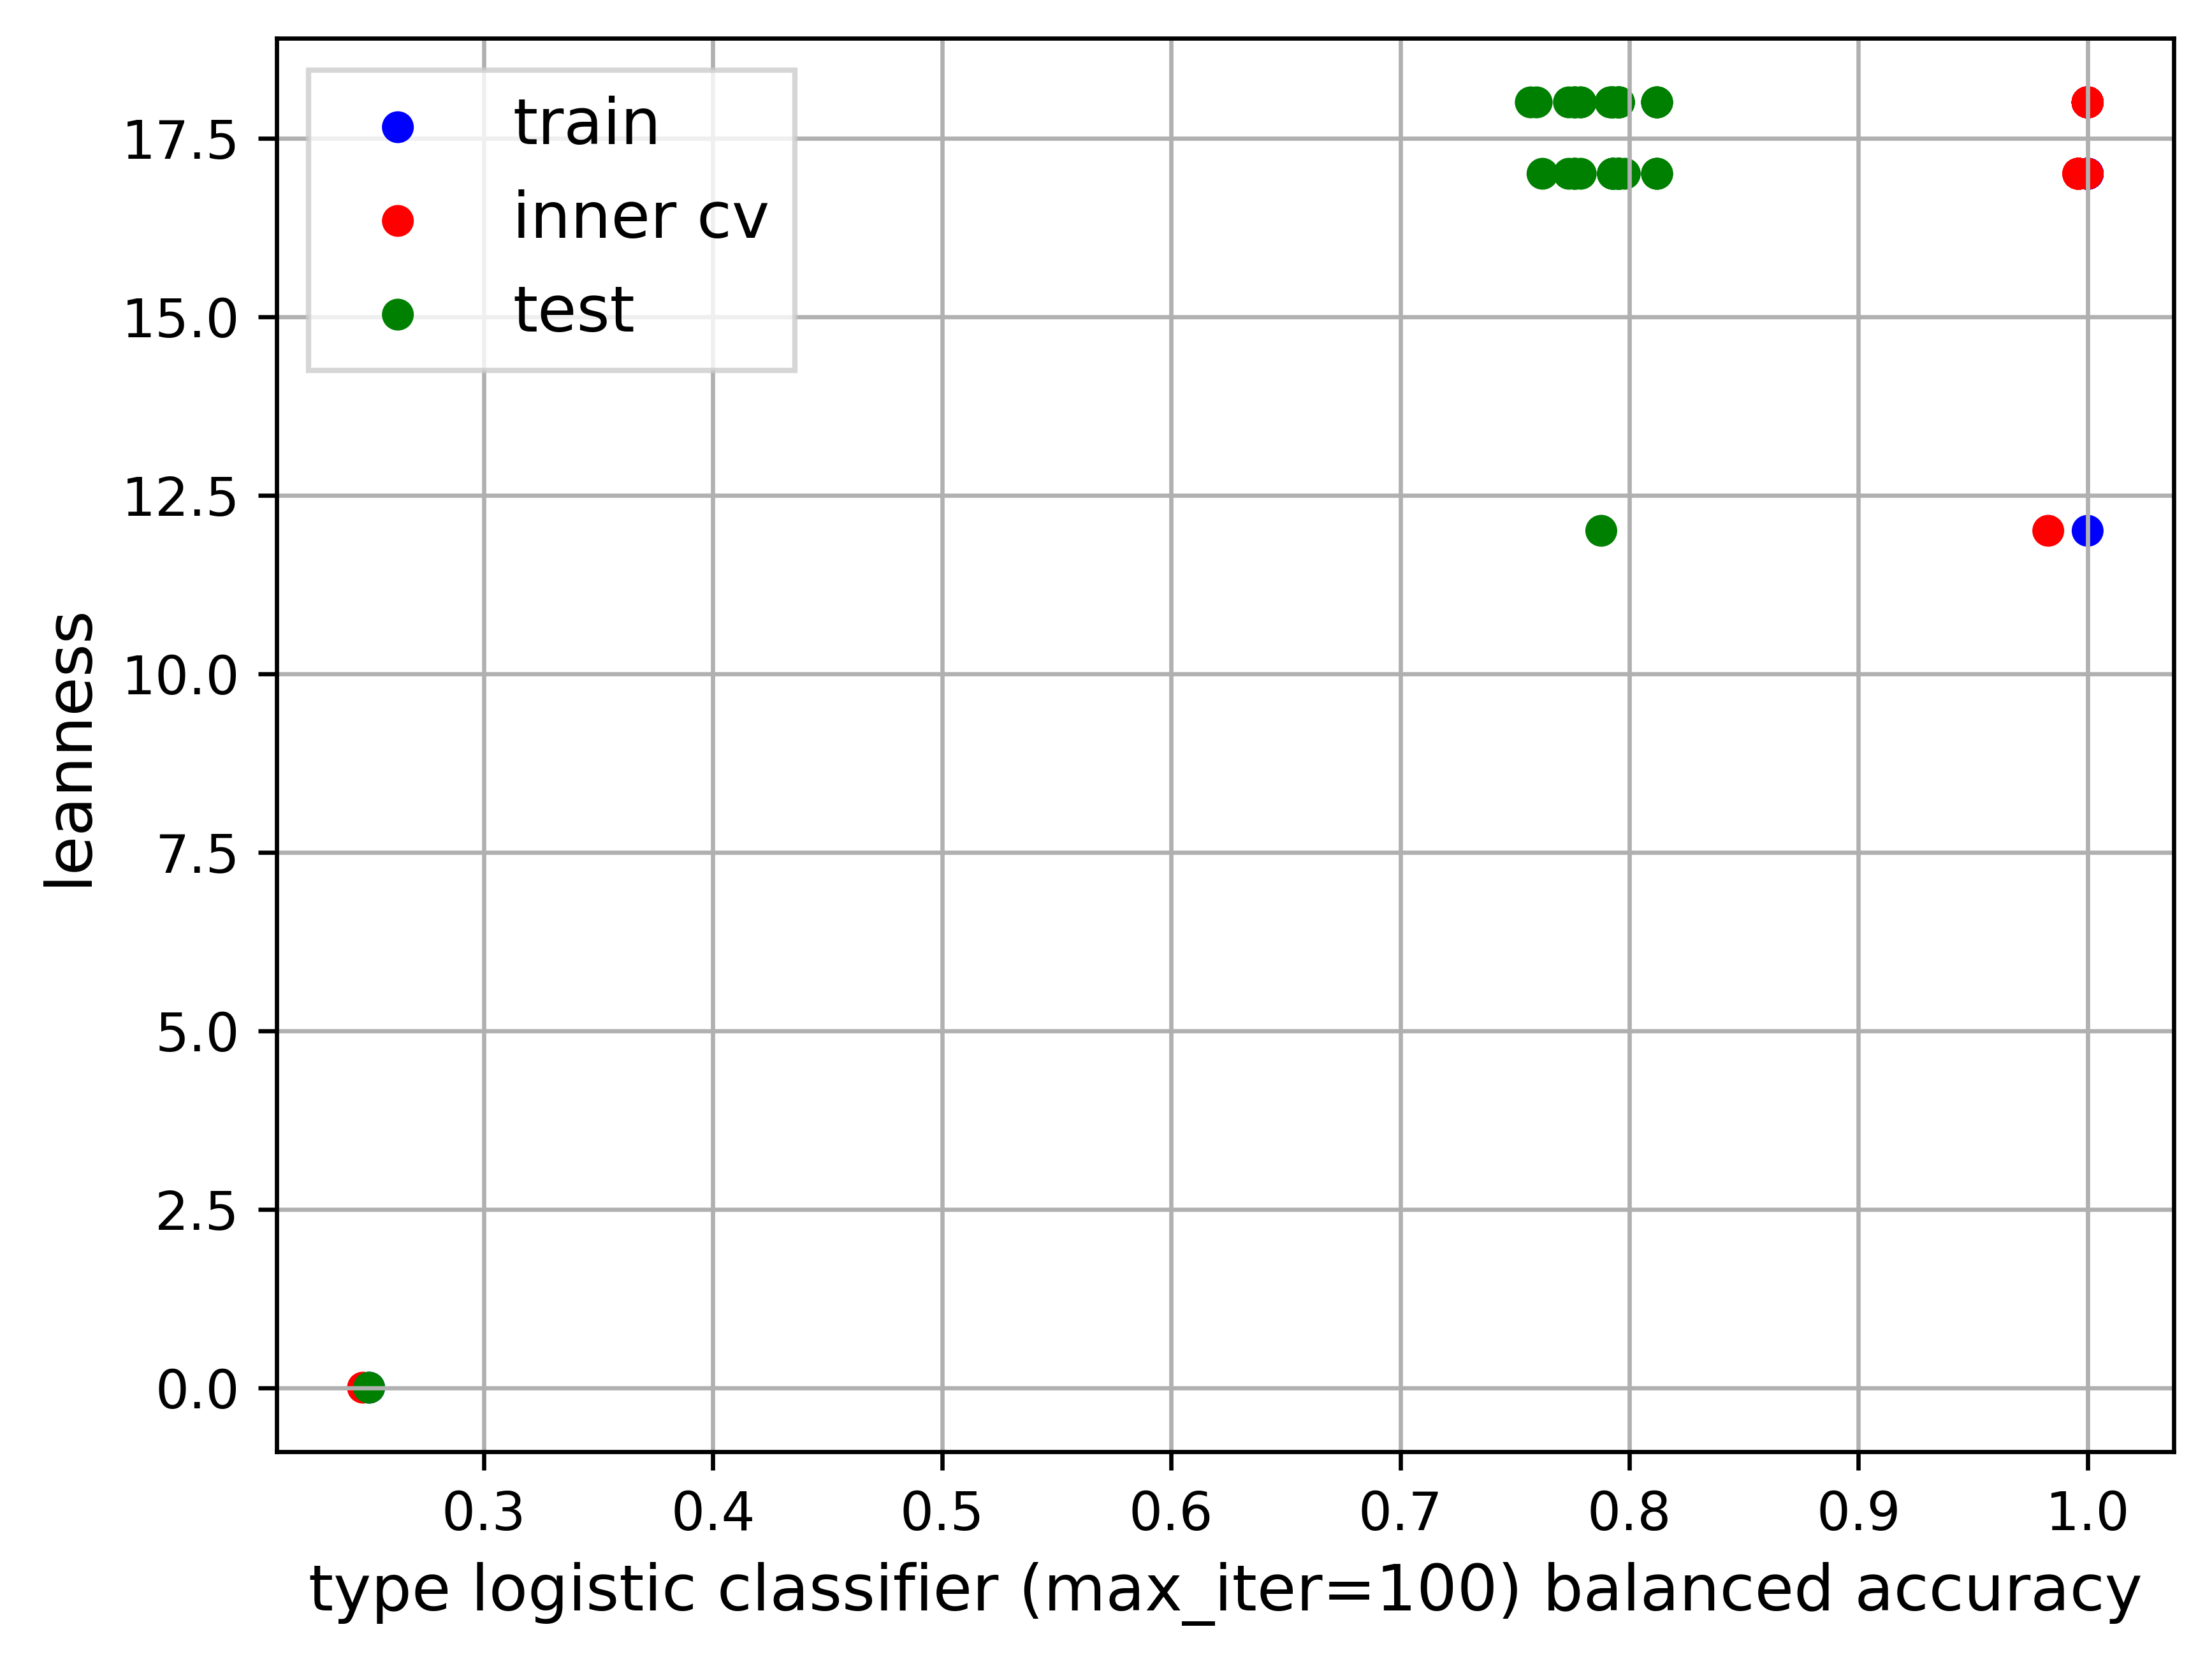 train
inner cv
test
17.5
15.0
12.5
10.0
7.5
5.0
2.5
0.0
leanness
0.3 0.4 0.5 0.6 0.7 0.8 0.9 1.0
type logistic classifier (max_iter=100) balanced accuracy